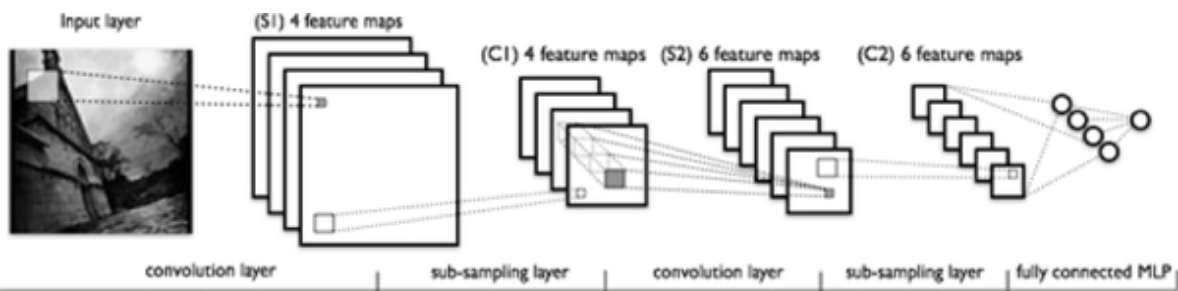 Input layer
(S1) 4 feature maps
(C1) 4 feature maps
(S2) 6 feature maps
(C2) 6 feature maps
convolution layer
sub-sampling layer
convolution layer
sub-sampling layer
fully connected MLP